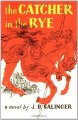 the CATCHER
in the RYE
a novel by J. D. SALINGER